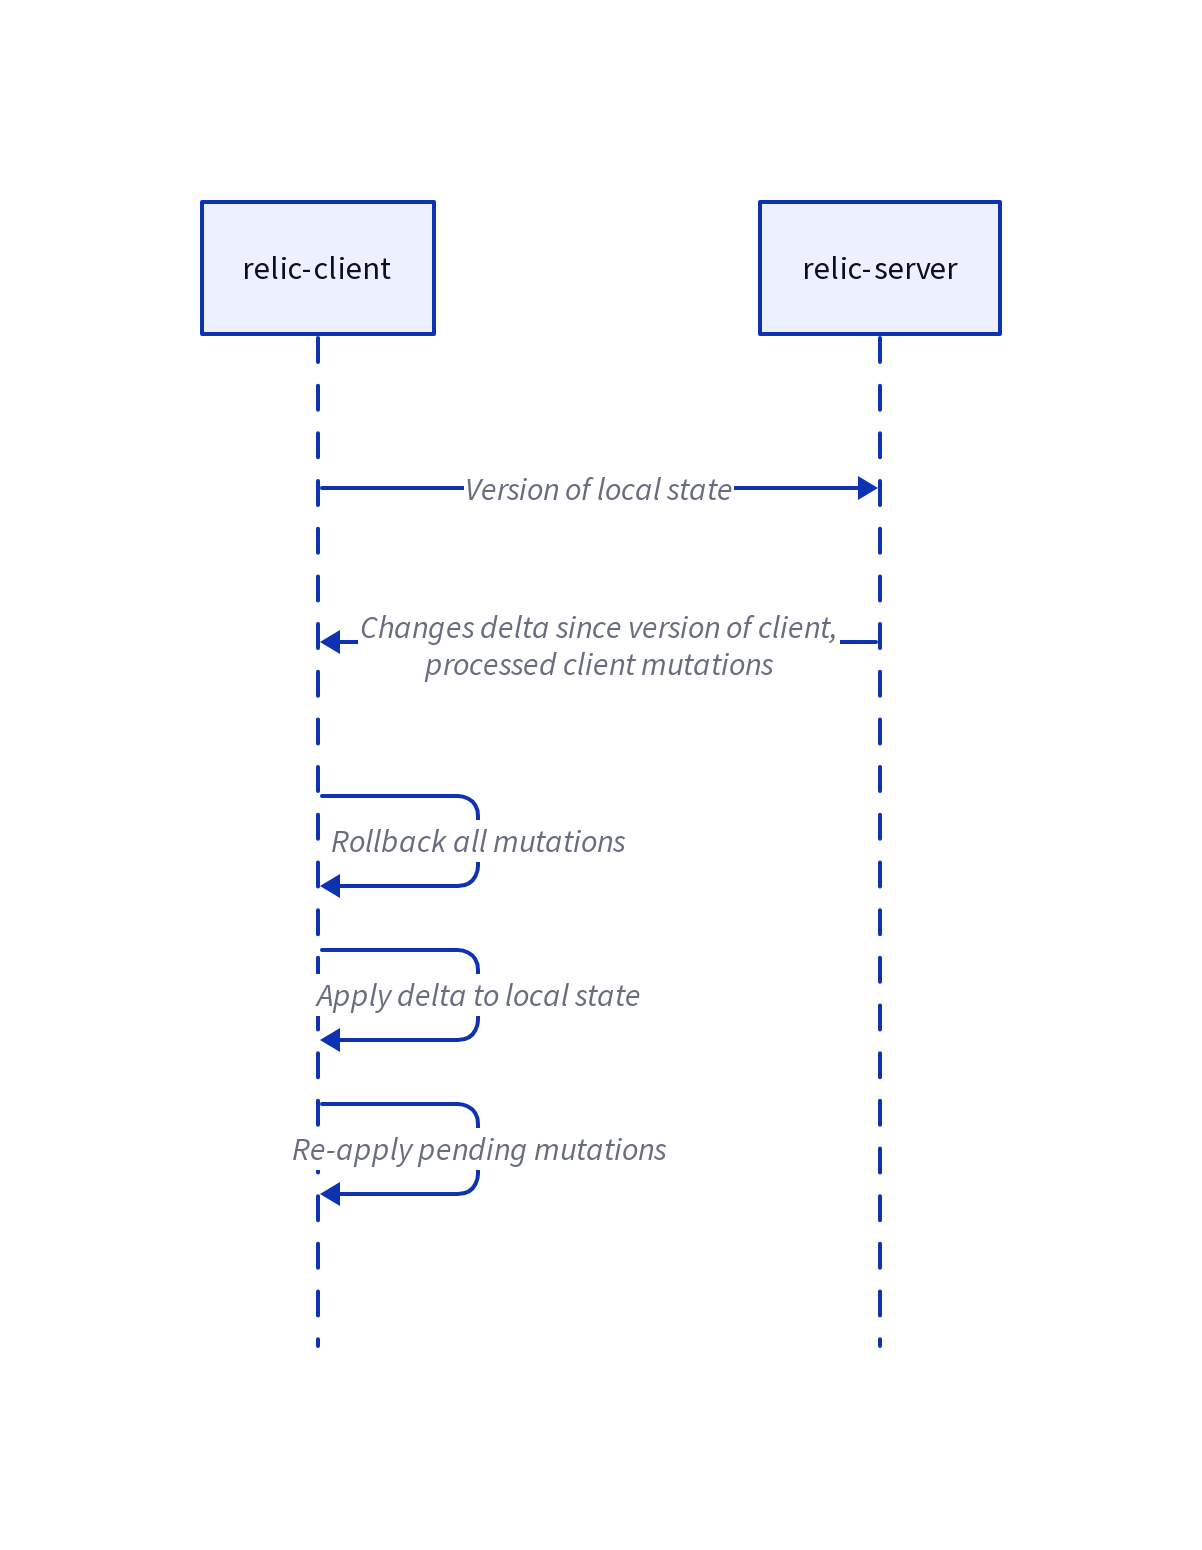 relic-client
relic-server
Version of local state
Changes delta since version of client,
processed client mutations
Rollback all mutations
Apply delta to local state
Re-apply pending mutations